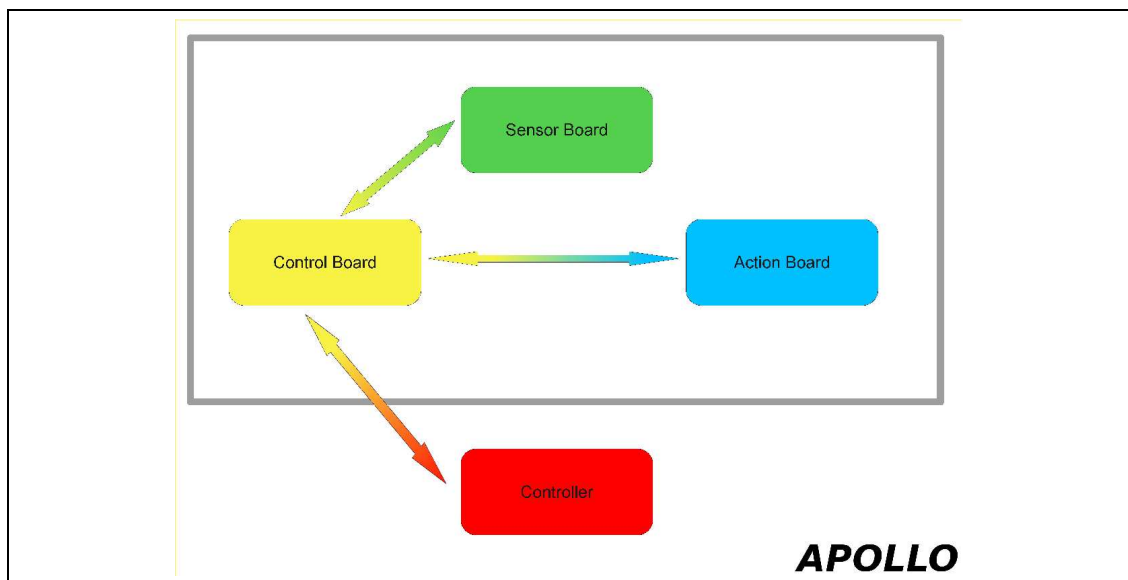 Sensor Board
Control Board
Action Board
Controller
APOLLO